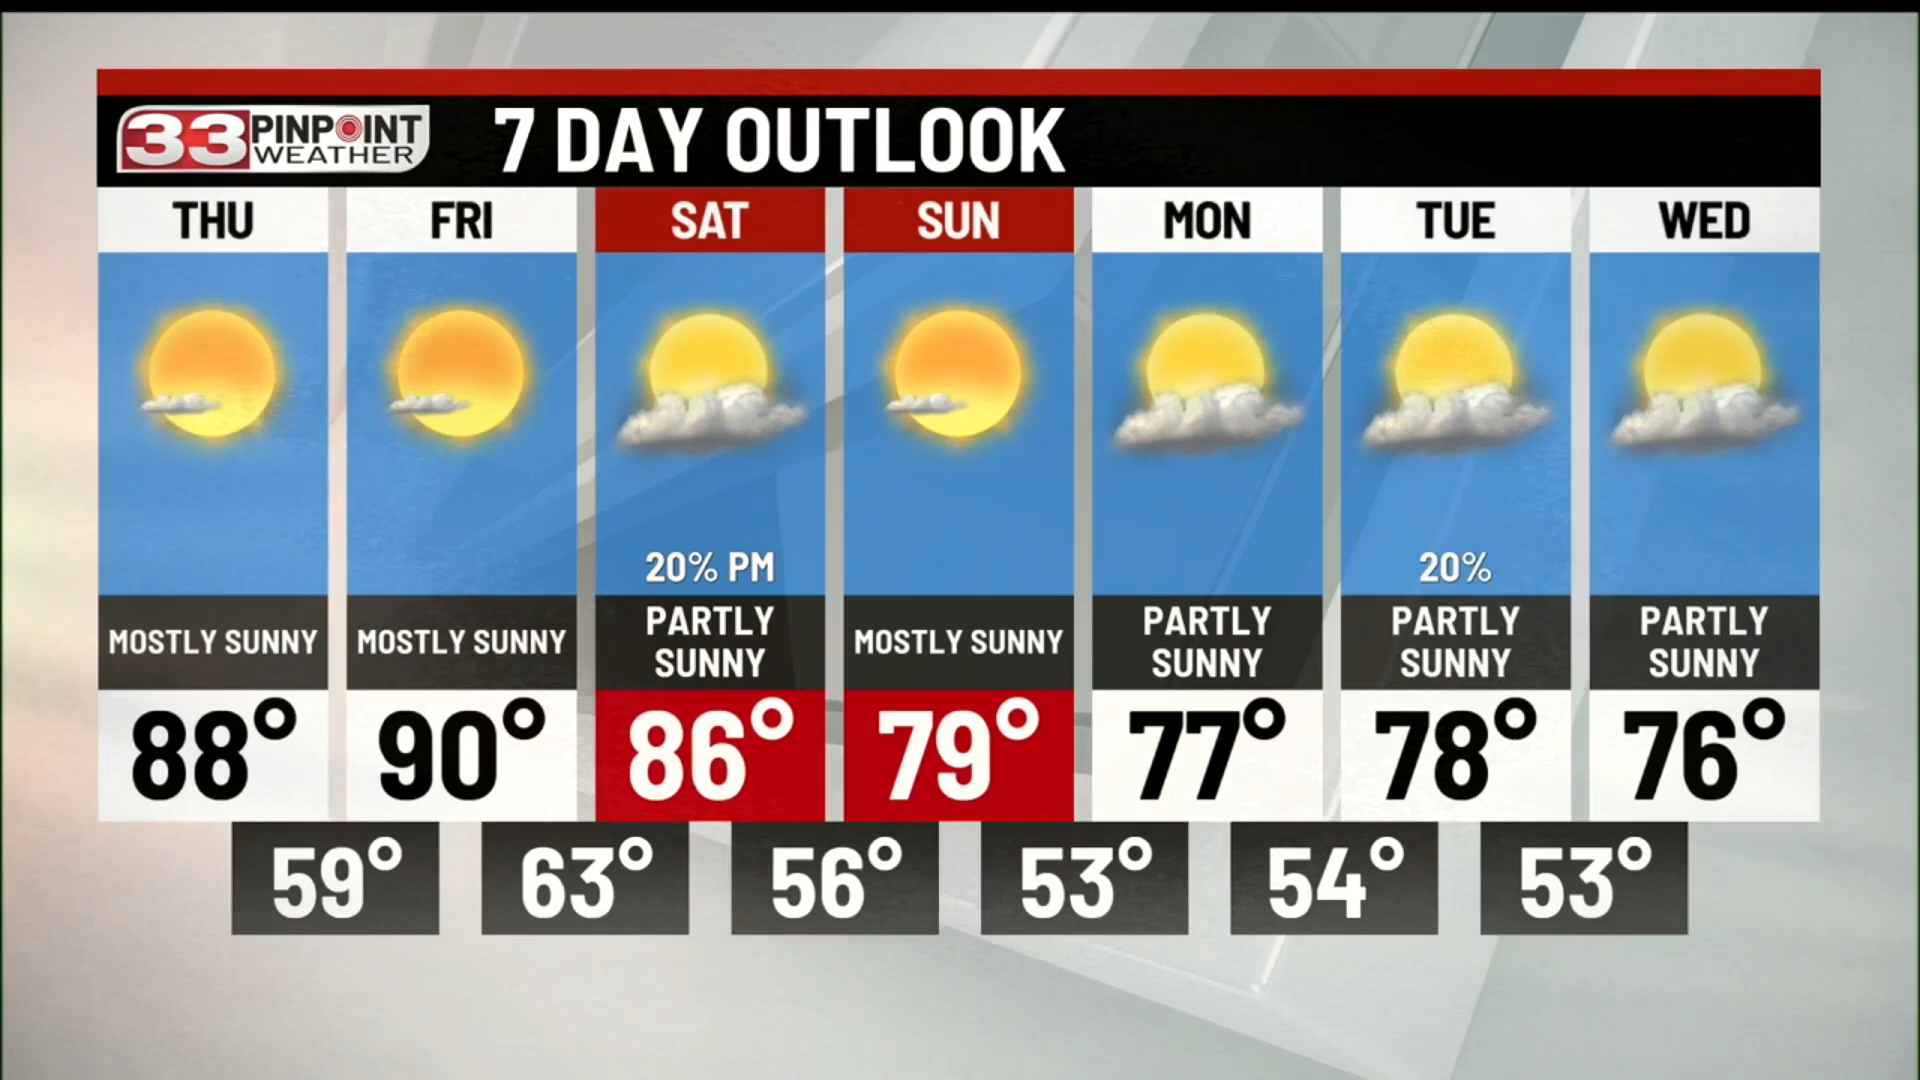 33 PINPOINT
WEATHER
7 DAY OUTLOOK
THU
FRI
SAT
SUN
MON
TUE
WED
20% PM
20%
MOSTLY SUNNY
MOSTLY SUNNY
PARTLY
SUNNY
MOSTLY SUNNY
PARTLY
SUNNY
PARTLY
SUNNY
PARTLY
SUNNY
88°
90°
86°
79°
77°
78°
76°
59°
63°
56°
53°
54°
53°